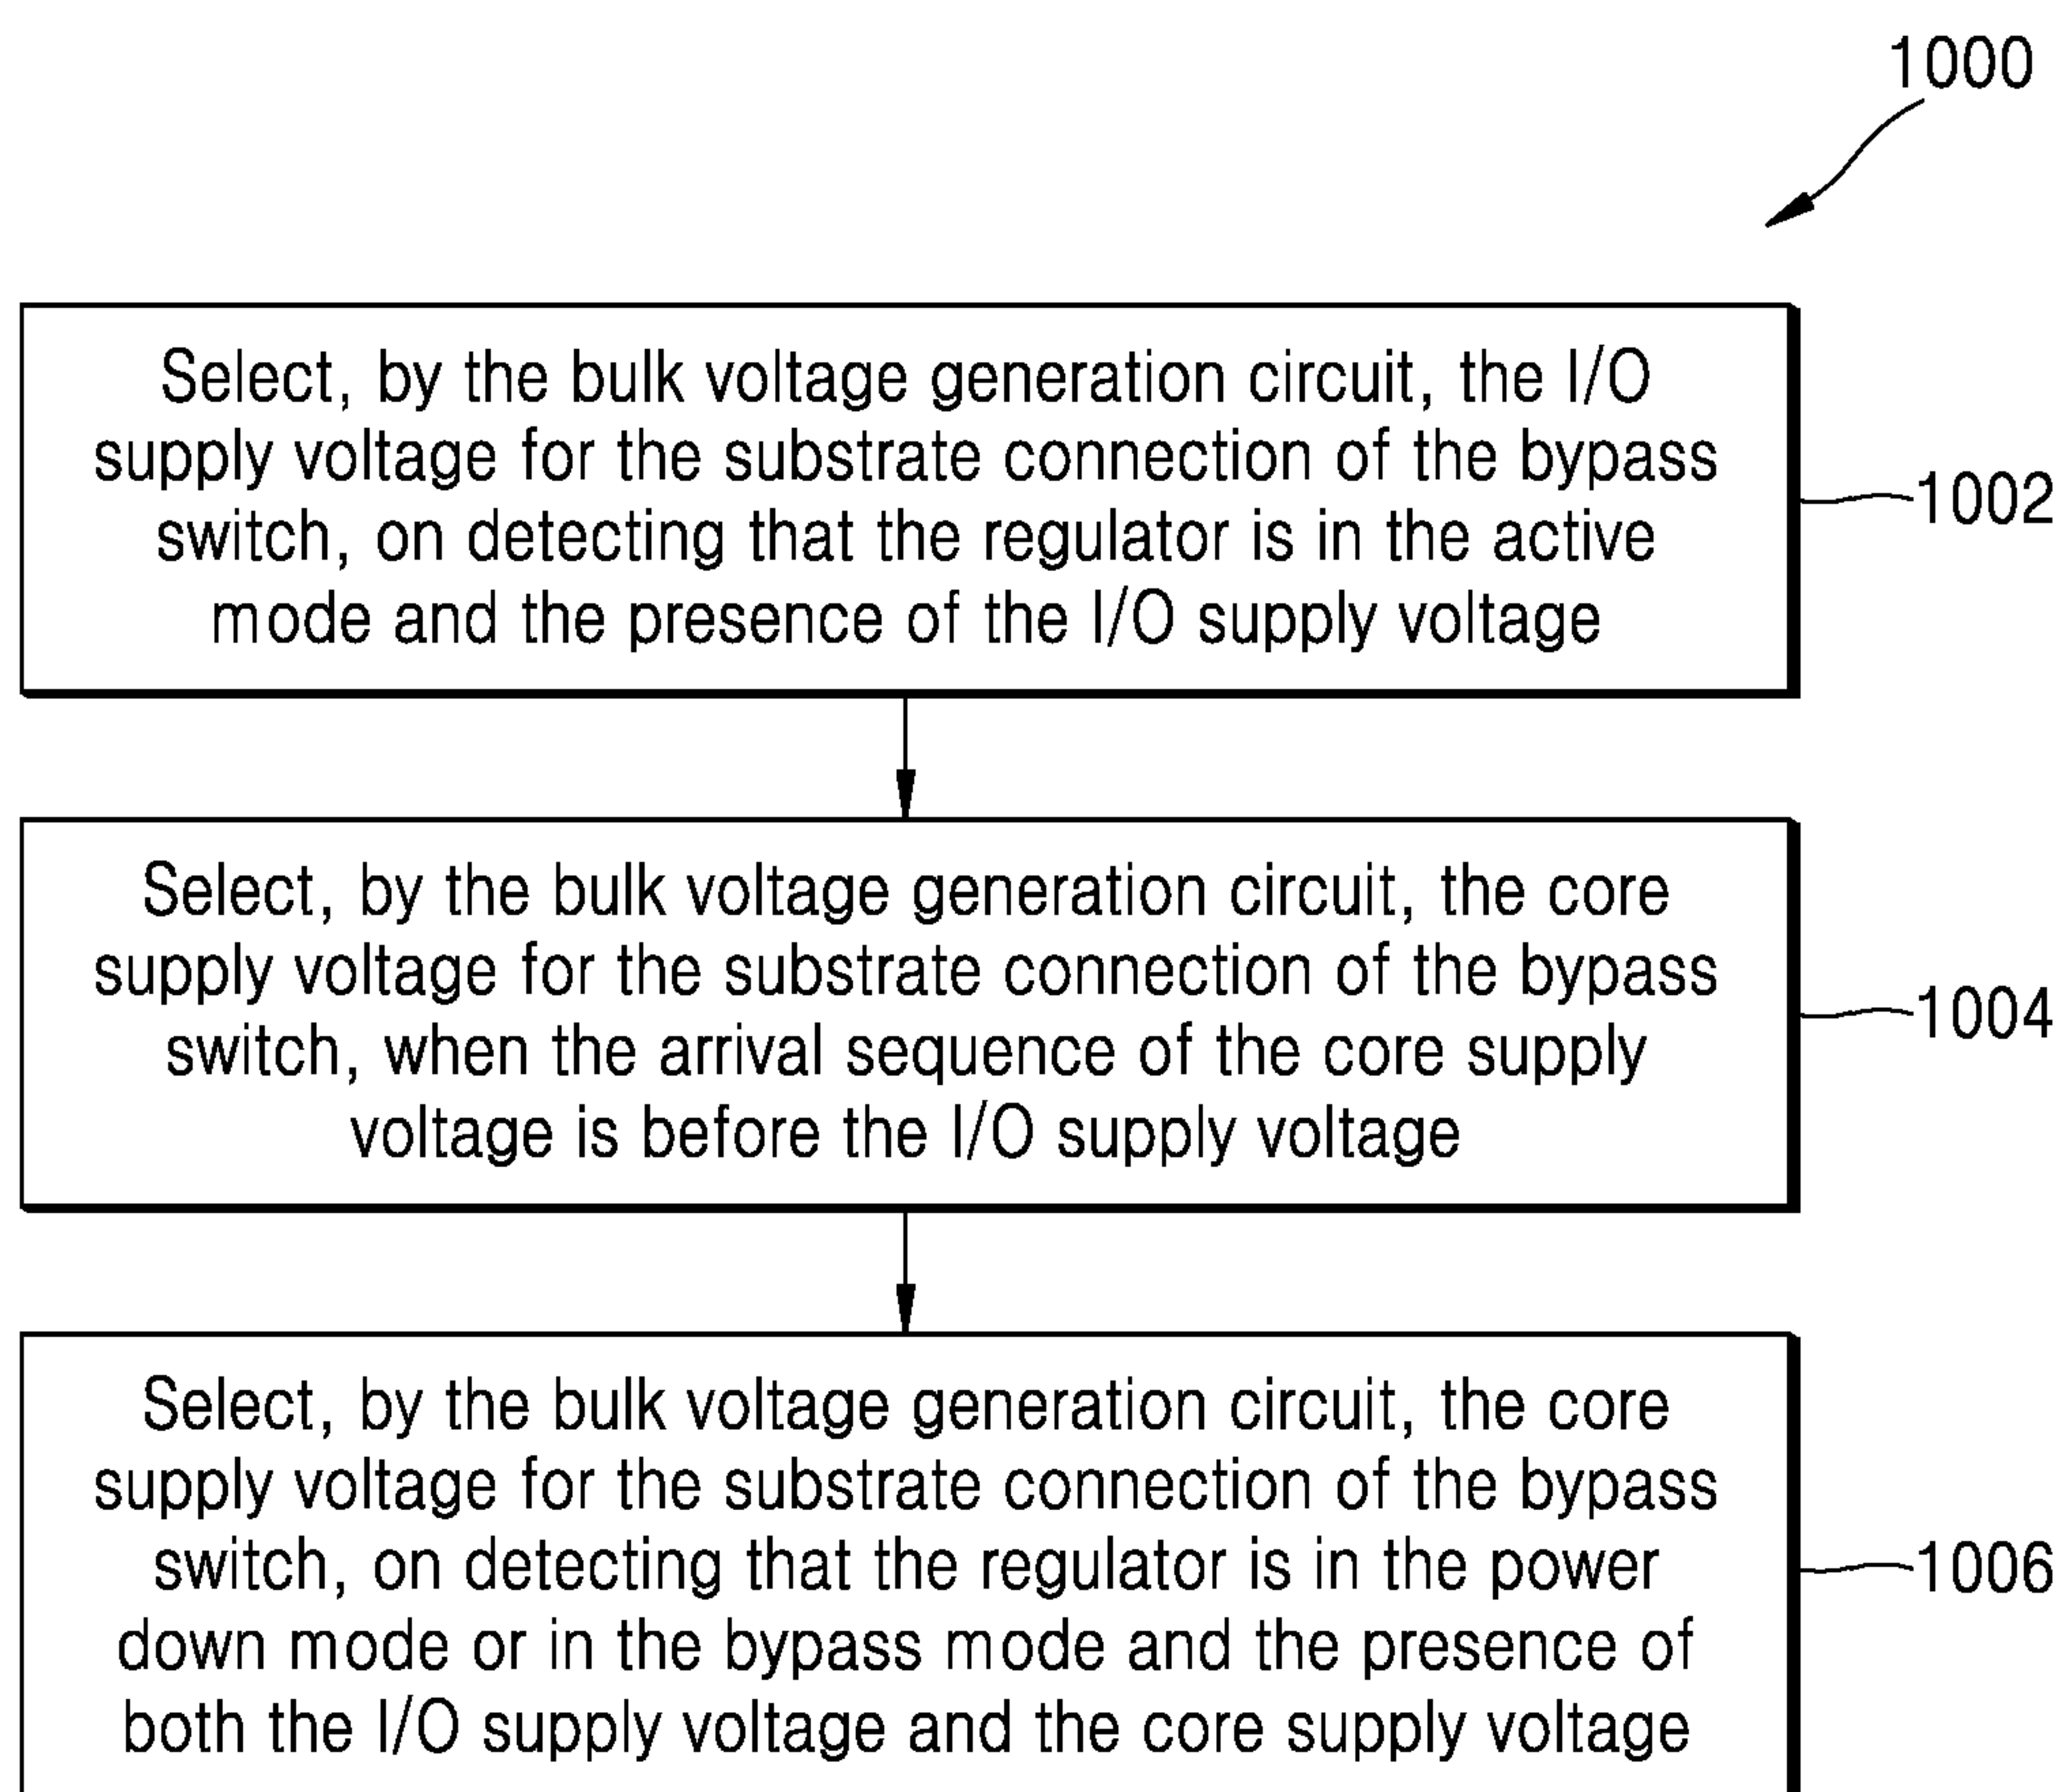 1000
Select, by the bulk voltage generation circuit, the I/O
supply voltage for the substrate connection of the bypass
switch, on detecting that the regulator is in the active
mode and the presence of the I/O supply voltage
1002
Select, by the bulk voltage generation circuit, the core
supply voltage for the substrate connection of the bypass
switch, when the arrival sequence of the core supply
voltage is before the I/O supply voltage
1004
Select, by the bulk voltage generation circuit, the core
supply voltage for the substrate connection of the bypass
switch, on detecting that the regulator is in the power
down mode or in the bypass mode and the presence of
both the I/O supply voltage and the core supply voltage
1006